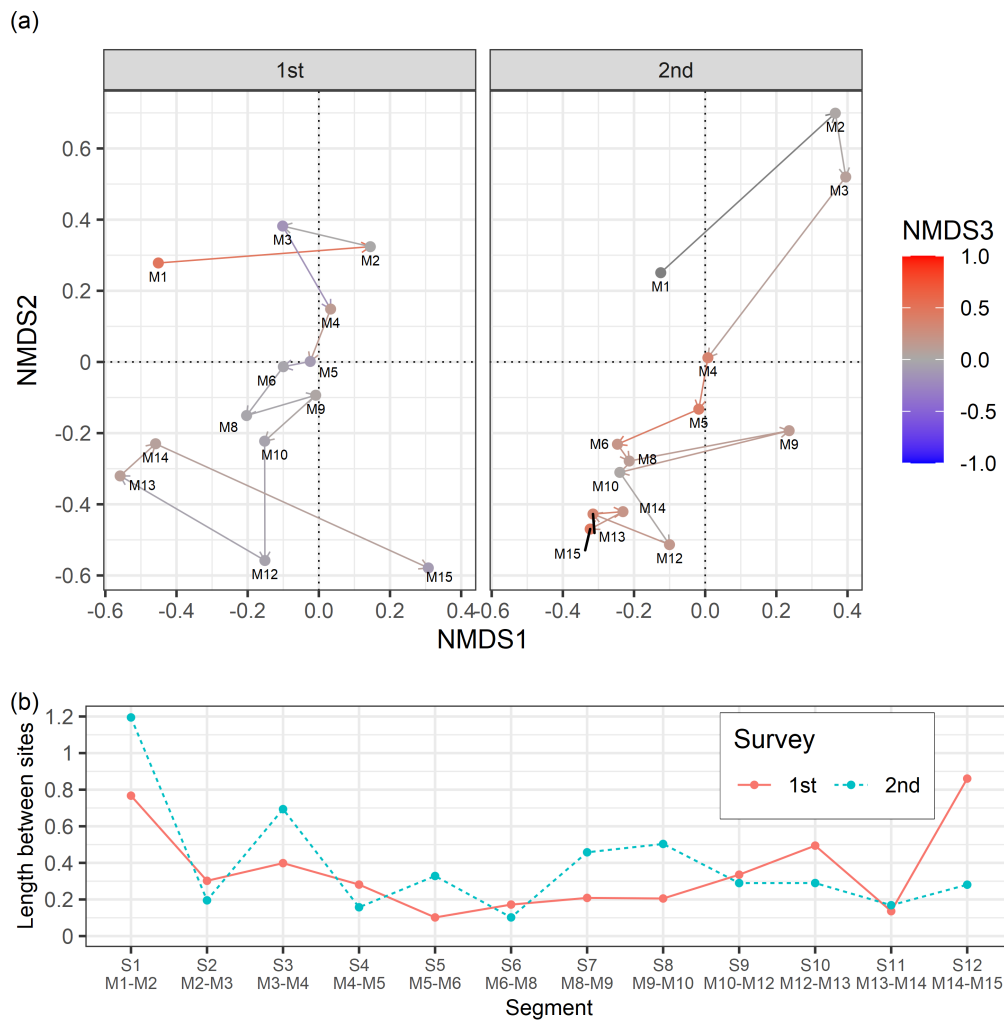 (a)
1st
2nd
0.6
0.4
0.2
0
-0.2
-0.4
-0.6
NMDS2
M1
M2
M3
M4
M5
M6
M8
M9
M10
M12
M13
M14
M15
M1
M2
M3
M4
M5
M6
M8
M9
M10
M12
M13
M14
M15
-0.6 -0.4 -0.2 0.0 0.2 0.4
-0.6 -0.4 -0.2 0.0 0.2 0.4
NMDS1
NMDS3
1.0
0.5
0.0
-0.5
-1.0
(b)
Length between sites
1.2
1
0.8
0.6
0.4
0.2
0
Survey
1st 2nd
S1 S2 S3 S4 S5 S6 S7 S8 S9 S10 S11 S12
M1-M2 M2-M3 M3-M4 M4-M5 M5-M6 M6-M8 M8-M9 M9-M10 M10-M12 M12-M13 M13-M14 M14-M15
Segment